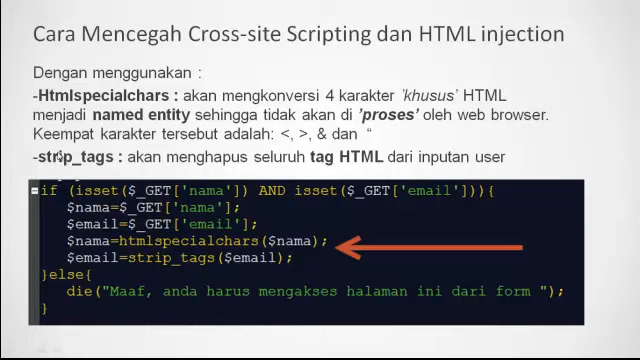 Cara Mencegah Cross-site Scripting dan HTML injection
Dengan menggunakan :
-Htmlspecialchars : akan mengkonversi 4 karakter 'khusus' HTML
menjadi named entity sehingga tidak akan di 'proses' oleh web browser.
Keempat karakter tersebut adalah: <, >, & dan “
-strip_tags : akan menghapus seluruh tag HTML dari inputan user
if (isset($_GET['nama']) AND isset($_GET['email'])){
$nama=$_GET['nama'];
$email=$_GET['email'];
$nama=htmlspecialchars($nama);
$email=strip_tags($email);
}else{
die("Maaf, anda harus mengakses halaman ini dari form ");
}